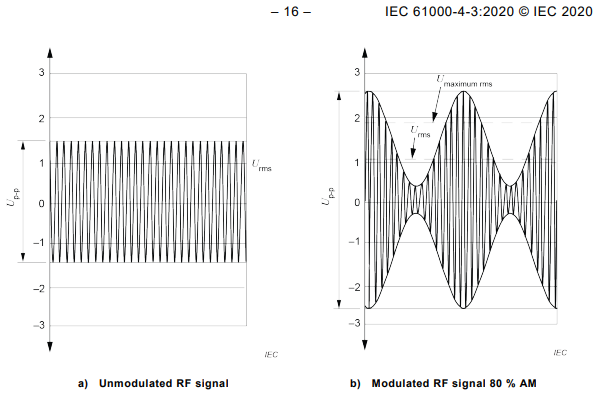 – 16 –
IEC 61000-4-3:2020 © IEC 2020
3
2
1
0
–1
–2
–3
Up-p
Urms
IEC
3
2
1
0
–1
–2
–3
Up-p
Umaximum rms
Urms
IEC
a) Unmodulated RF signal
b) Modulated RF signal 80 % AM